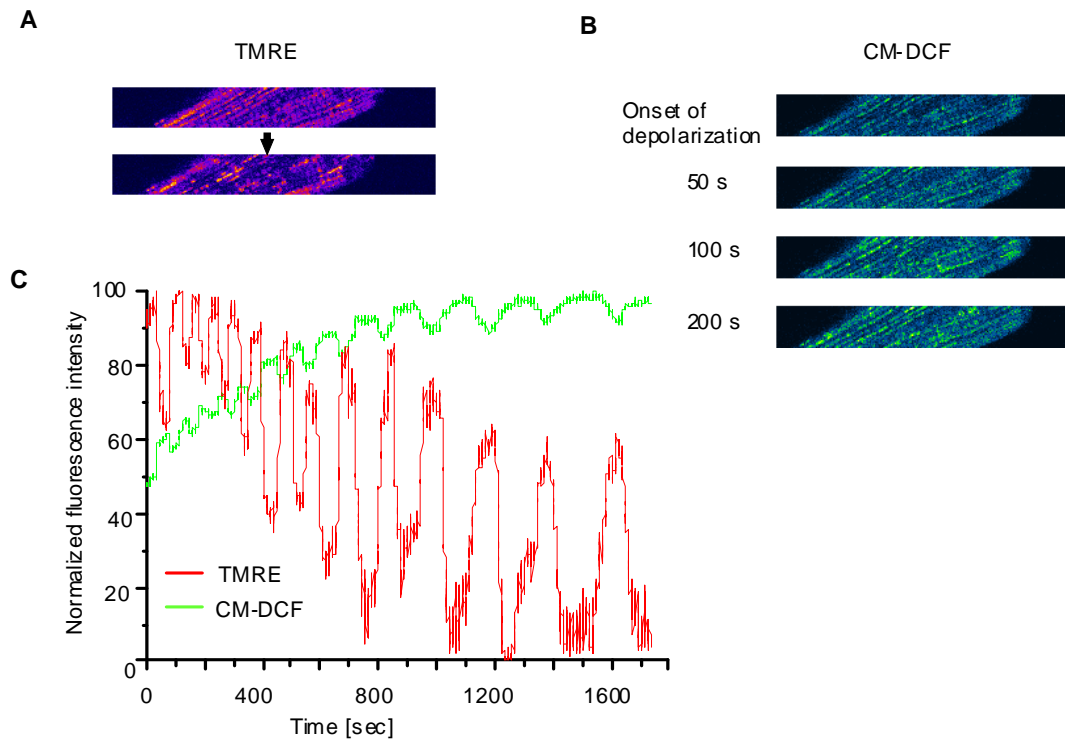 A
TMRE
B
CM-DCF
Onset of
depolarization
50 s
100 s
200 s
C
Normalized fluorescence intensity
100
80
60
40
20
0
TMRE
CM-DCF
0 400 800 1200 1600
Time [sec]